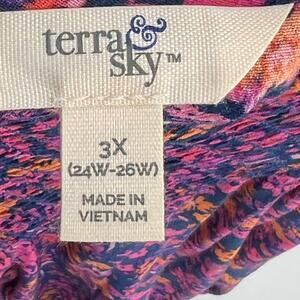 terra &
sky™
3X
(24W-26W)
MADE IN
VIETNAM